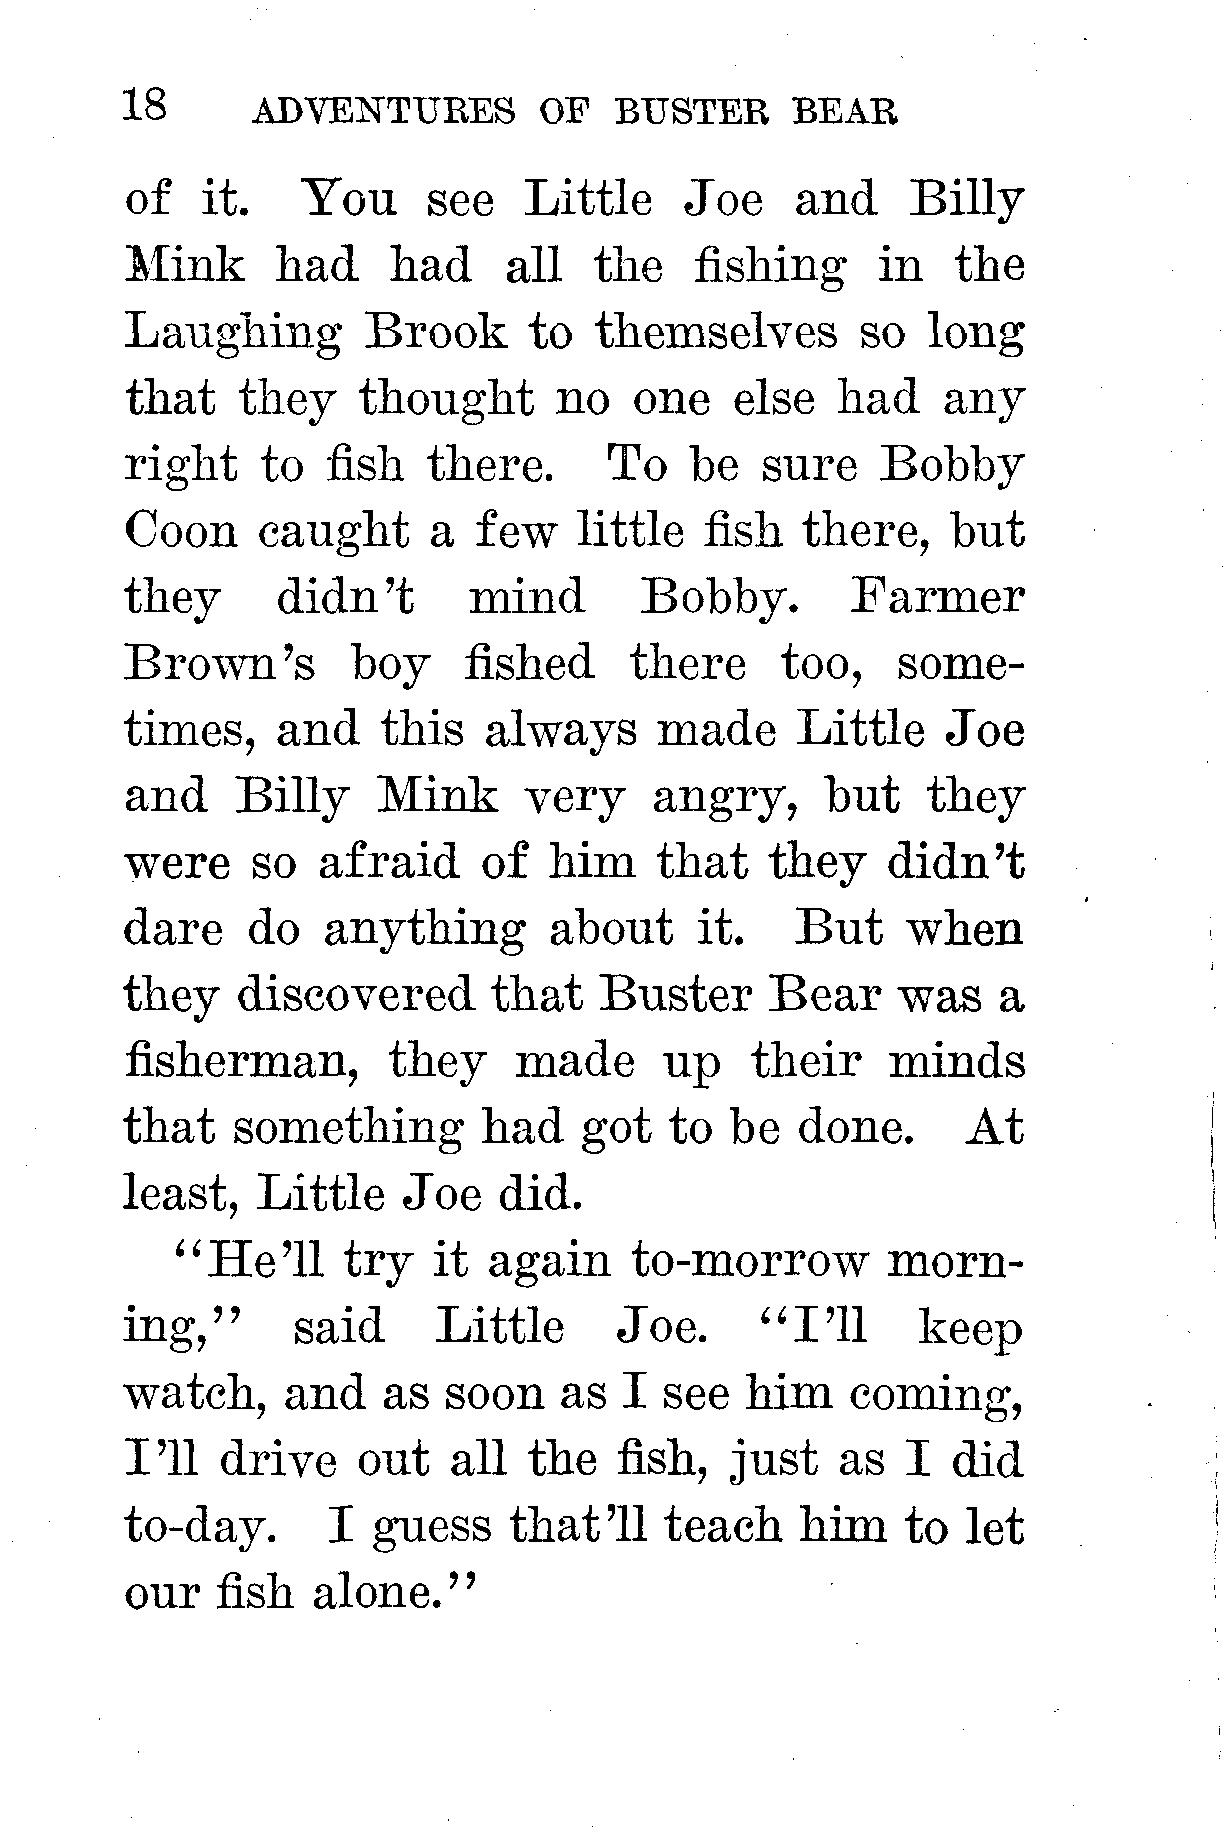 18 ADVENTURES OF BUSTER BEAR
of it. You see Little Joe and Billy
Mink had had all the fishing in the
Laughing Brook to themselves so long
that they thought no one else had any
right to fish there. To be sure Bobby
Coon caught a few little fish there, but
they didn't mind Bobby. Farmer
Brown's boy fished there too, some-
times, and this always made Little Joe
and Billy Mink very angry, but they
were so afraid of him that they didn't
dare do anything about it. But when
they discovered that Buster Bear was a
fisherman, they made up their minds
that something had got to be done. At
least, Little Joe did.
"He'll try it again to-morrow morn-
ing," said Little Joe. "I'll keep
watch, and as soon as I see him coming,
I'll drive out all the fish, just as I did
to-day. I guess that'll teach him to let
our fish alone."